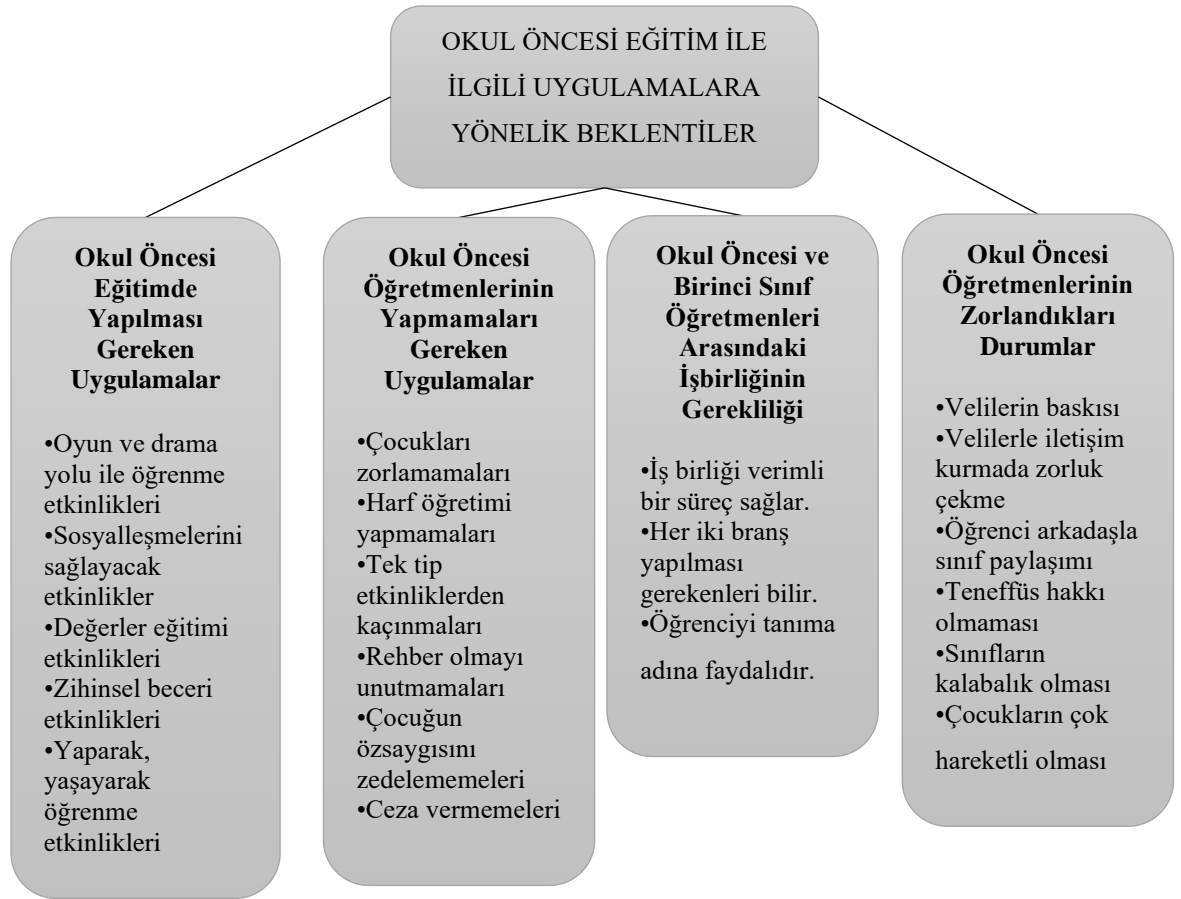 OKUL ÖNCESİ EĞİTİM İLE
İLGİLİ UYGULAMALARA
YÖNELİK BEKLENTİLER
Okul Öncesi
Eğitimde
Yapılması
Gereken
Uygulamalar
•Oyun ve drama
yolu ile öğrenme
etkinlikleri
•Sosyalleşmelerini
sağlayacak
etkinlikler
•Değerler eğitimi
etkinlikleri
•Zihinsel beceri
etkinlikleri
•Yaparak,
yaşayarak
öğrenme
etkinlikleri
Okul Öncesi
Öğretmenlerinin
Yapmamaları
Gereken
Uygulamalar
•Çocukları
zorlamamaları
•Harf öğretimi
yapmamaları
•Tek tip
etkinliklerden
kaçınmaları
•Rehber olmayı
unutmamaları
•Çocuğun
özsaygısını
zedelememeleri
•Ceza vermemeleri
Okul Öncesi ve
Birinci Sınıf
Öğretmenleri
Arasındaki
İşbirliğinin
Gerekliliği
•İş birliği verimli
bir süreç sağlar.
•Her iki branş
yapılması
gerekenleri bilir.
•Öğrenciyi tanıma
adına faydalıdır.
Okul Öncesi
Öğretmenlerinin
Zorlandıkları
Durumlar
•Velilerin baskısı
•Velilerle iletişim
kurmada zorluk
çekme
•Öğrenci arkadaşla
sınıf paylaşımı
•Teneffüs hakkı
olmaması
•Sınıfların
kalabalık olması
•Çocukların çok
hareketli olması